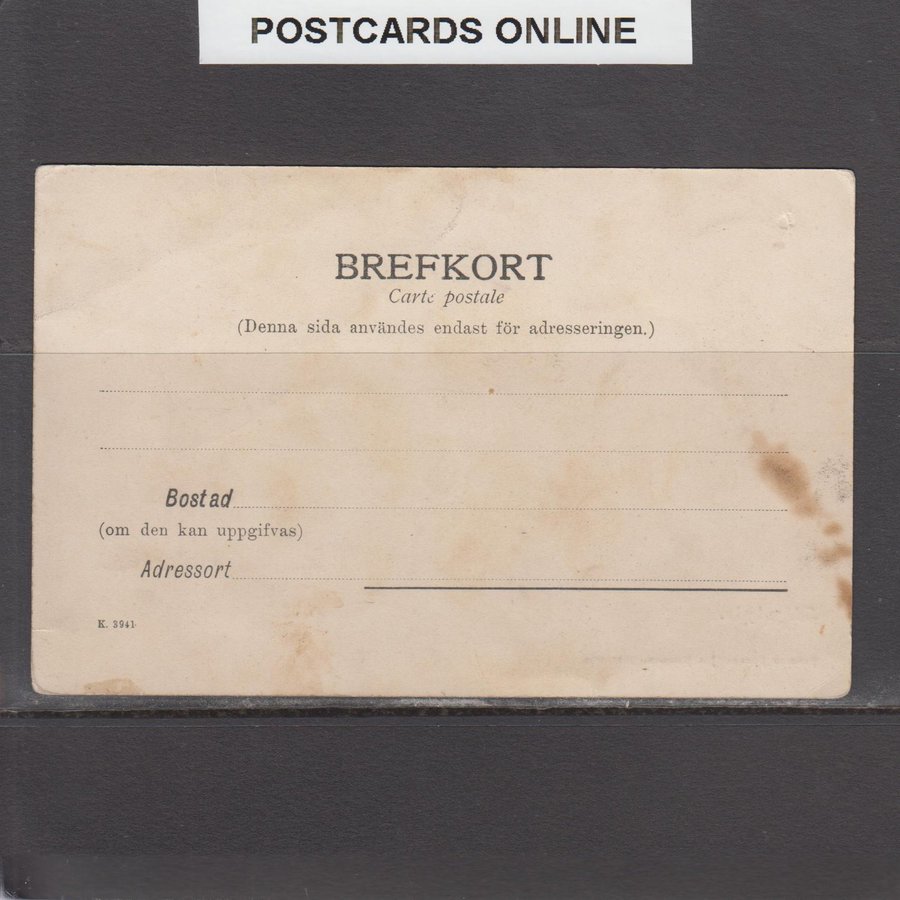 POSTCARDS ONLINE
BREFKORT
Carte postale
(Denna sida användes endast för adresseringen.)
Bostad
(om den kan uppgifvas)
Adressort
K. 3941